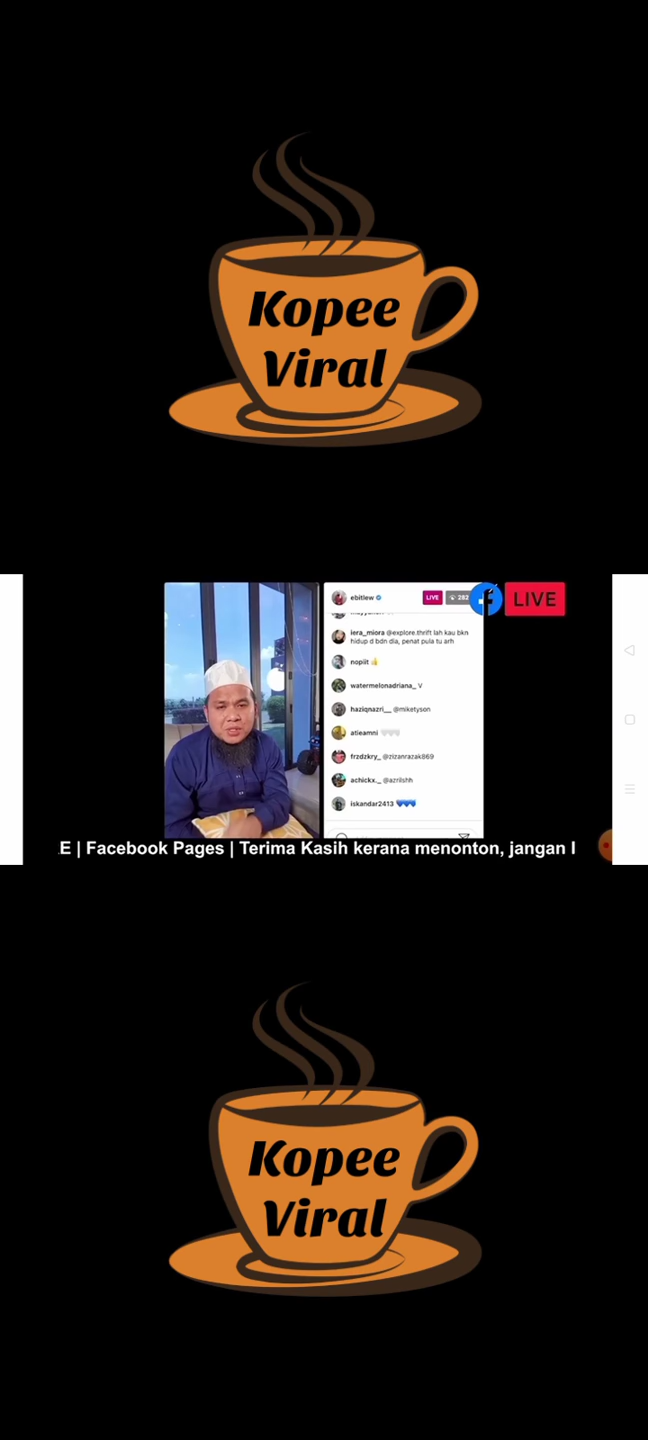 Kopee
Viral
ebitlew
LIVE
282
LIVE
iera_miora @explore.thrift lah kau bkn
hidup d bdn dia, penat pula tu arh
nopiit 👍
watermelonadriana_ V
haziqnazri__ @miketyson
atieamni 🤍🤍🤍
frzdzkry_ @zizanrazak869
achickx._ @azrilshh
iskandar2413 💙💙💙
E | Facebook Pages | Terima Kasih kerana menonton, jangan l
Kopee
Viral